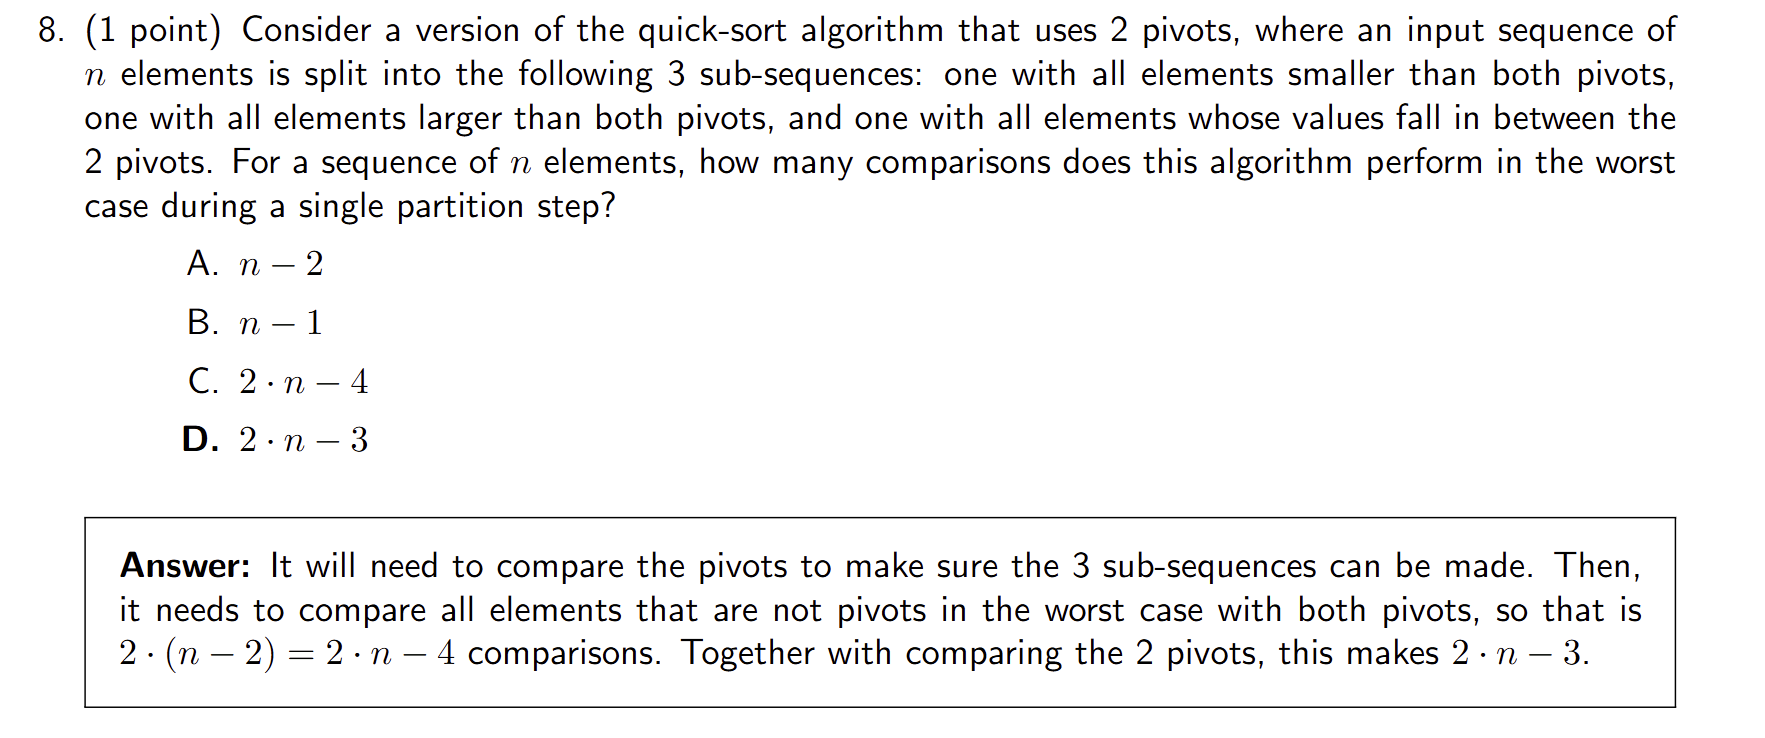 8. (1 point) Consider a version of the quick-sort algorithm that uses 2 pivots, where an input sequence of
n elements is split into the following 3 sub-sequences: one with all elements smaller than both pivots,
one with all elements larger than both pivots, and one with all elements whose values fall in between the
2 pivots. For a sequence of n elements, how many comparisons does this algorithm perform in the worst
case during a single partition step?
A. n − 2
B. n − 1
C. 2 · n − 4
D. 2 · n − 3
Answer: It will need to compare the pivots to make sure the 3 sub-sequences can be made. Then,
it needs to compare all elements that are not pivots in the worst case with both pivots, so that is
2 · (n − 2) = 2 · n − 4 comparisons. Together with comparing the 2 pivots, this makes 2 · n − 3.